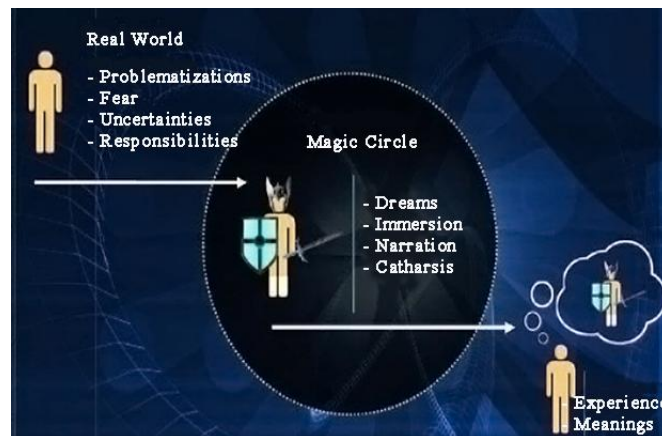 Real World
- Problematizations
- Fear
- Uncertainties
- Responsibilities
Magic Circle
- Dreams
- Immersion
- Narration
- Catharsis
- Experience
- Meanings